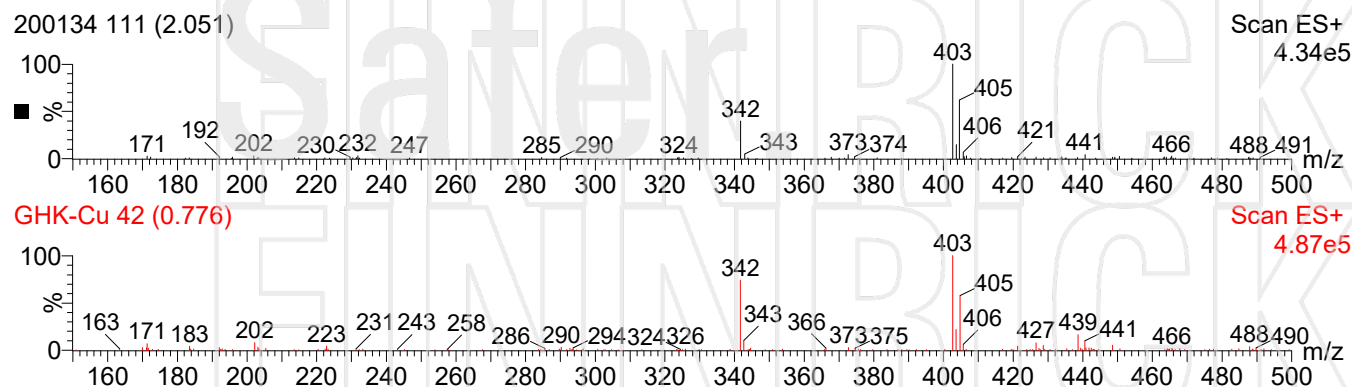 200134 111 (2.051) Scan ES+
4.34e5
100 403
% 342 405
171 192 202 230 232 247 285 290 324 343 373 374 406 421 441 466 488 491
0 m/z
160 180 200 220 240 260 280 300 320 340 360 380 400 420 440 460 480 500
GHK-Cu 42 (0.776) Scan ES+
4.87e5
100 403
% 342 405
163 171 183 202 223 231 243 258 286 290 294 324 326 343 366 373 375 406 427 439 441 466 488 490
0 m/z
160 180 200 220 240 260 280 300 320 340 360 380 400 420 440 460 480 500
Safer